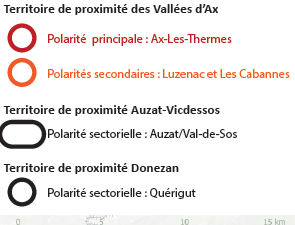 Territoire de proximité des Vallées d’Ax
Polarité principale : Ax-Les-Thermes
Polarités secondaires : Luzenac et Les Cabannes
Territoire de proximité Auzat-Vicdessos
Polarité sectorielle : Auzat/Val-de-Sos
Territoire de proximité Donezan
Polarité sectorielle : Quérigut
0 5 10 15 km